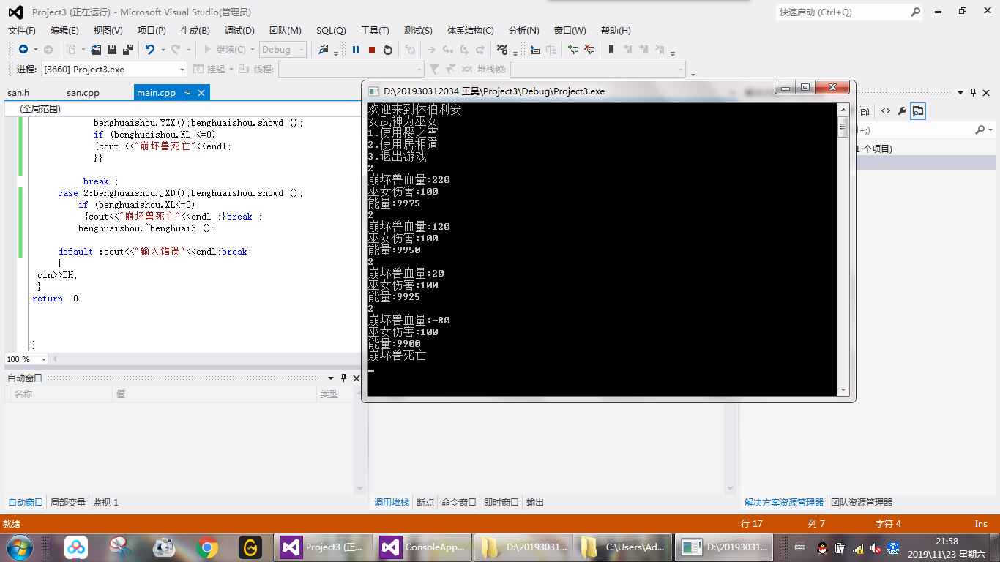 Project3 (正在运行) - Microsoft Visual Studio(管理员)
快速启动 (Ctrl+Q)
文件(F) 编辑(E) 视图(V) 项目(P) 生成(B) 调试(D) 团队(M) SQL(Q) 工具(T) 测试(S) 体系结构(C) 分析(N) 窗口(W) 帮助(H)
继续(C) Debug
进程: [3660] Project3.exe 挂起 线程: 堆栈帧:
san.h san.cpp main.cpp
(全局范围)
benghuaishou.YZX();benghuaishou.showd ();
if (benghuaishou.XL <=0)
{cout <<"崩坏兽死亡"<<endl;
}}
break ;
case 2:benghuaishou.JXD();benghuaishou.showd ();
if (benghuaishou.XL<=0)
{cout<<"崩坏兽死亡"<<endl ;}break ;
benghuaishou.~benghuai3 ();
default :cout<<"输入错误"<<endl;break;
}
cin>>BH;
}
return 0;
}
100 %
D:\201930312034 王昊\Project3\Debug\Project3.exe
欢迎来到休伯利安
女武神为巫女
1.使用樱之雪
2.使用居相道
3.退出游戏
2
崩坏兽血量:220
巫女伤害:100
能量:9975
2
崩坏兽血量:120
巫女伤害:100
能量:9950
2
崩坏兽血量:20
巫女伤害:100
能量:9925
2
崩坏兽血量:-80
巫女伤害:100
能量:9900
崩坏兽死亡
+;)
1 个项目)
自动窗口
名称 值 类型
自动窗口 局部变量 监视 1
调用堆栈 断点 命令窗口 即时窗口 输出
解决方案资源管理器 团队资源管理器
就绪 行 17 列 7 字符 4 Ins
Project3 (正... ConsoleApp... D:\20193031... C:\Users\Ad... D:\20193031...
21:58
2019\11\23 星期六